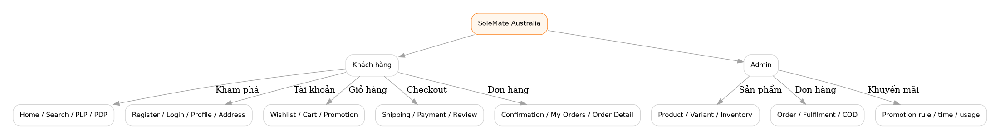 SoleMate Australia
Khách hàng
Admin
Khám phá
Tài khoản
Giỏ hàng
Checkout
Đơn hàng
Sản phẩm
Đơn hàng
Khuyến mãi
Home / Search / PLP / PDP
Register / Login / Profile / Address
Wishlist / Cart / Promotion
Shipping / Payment / Review
Confirmation / My Orders / Order Detail
Product / Variant / Inventory
Order / Fulfilment / COD
Promotion rule / time / usage